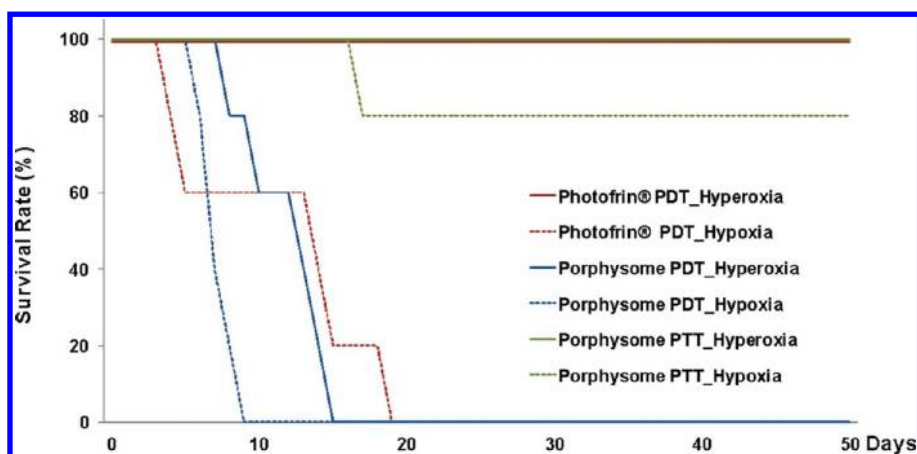 Survival Rate (%)
100
80
60
40
20
0
Photofrin® PDT_Hyperoxia
Photofrin® PDT_Hypoxia
Porphysome PDT_Hyperoxia
Porphysome PDT_Hypoxia
Porphysome PTT_Hyperoxia
Porphysome PTT_Hypoxia
0 10 20 30 40 50 Days